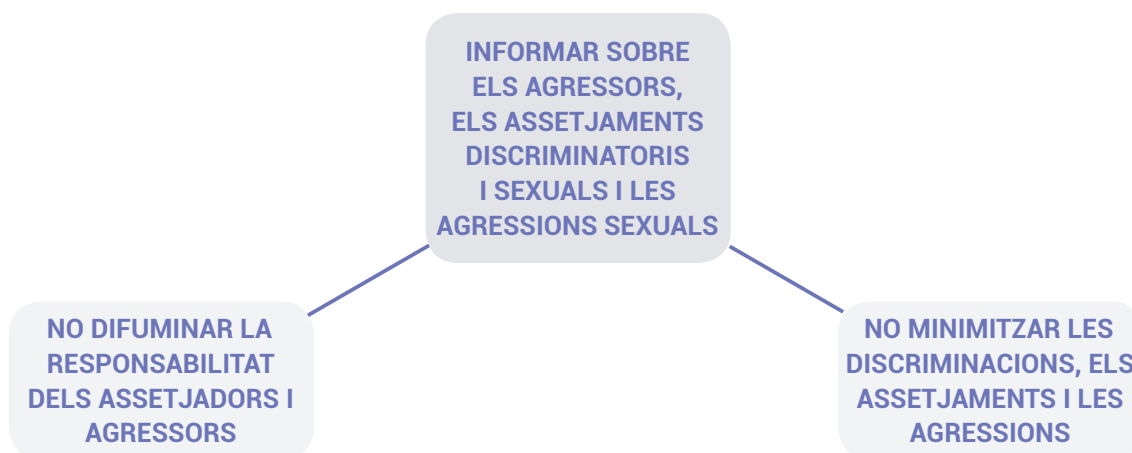 INFORMAR SOBRE
ELS AGRESSORS,
ELS ASSETJAMENTS
DISCRIMINATORIS
I SEXUALS I LES
AGRESSIONS SEXUALS
NO DIFUMINAR LA
RESPONSABILITAT
DELS ASSETJADORS I
AGRESSORS
NO MINIMITZAR LES
DISCRIMINACIONS, ELS
ASSETJAMENTS I LES
AGRESSIONS